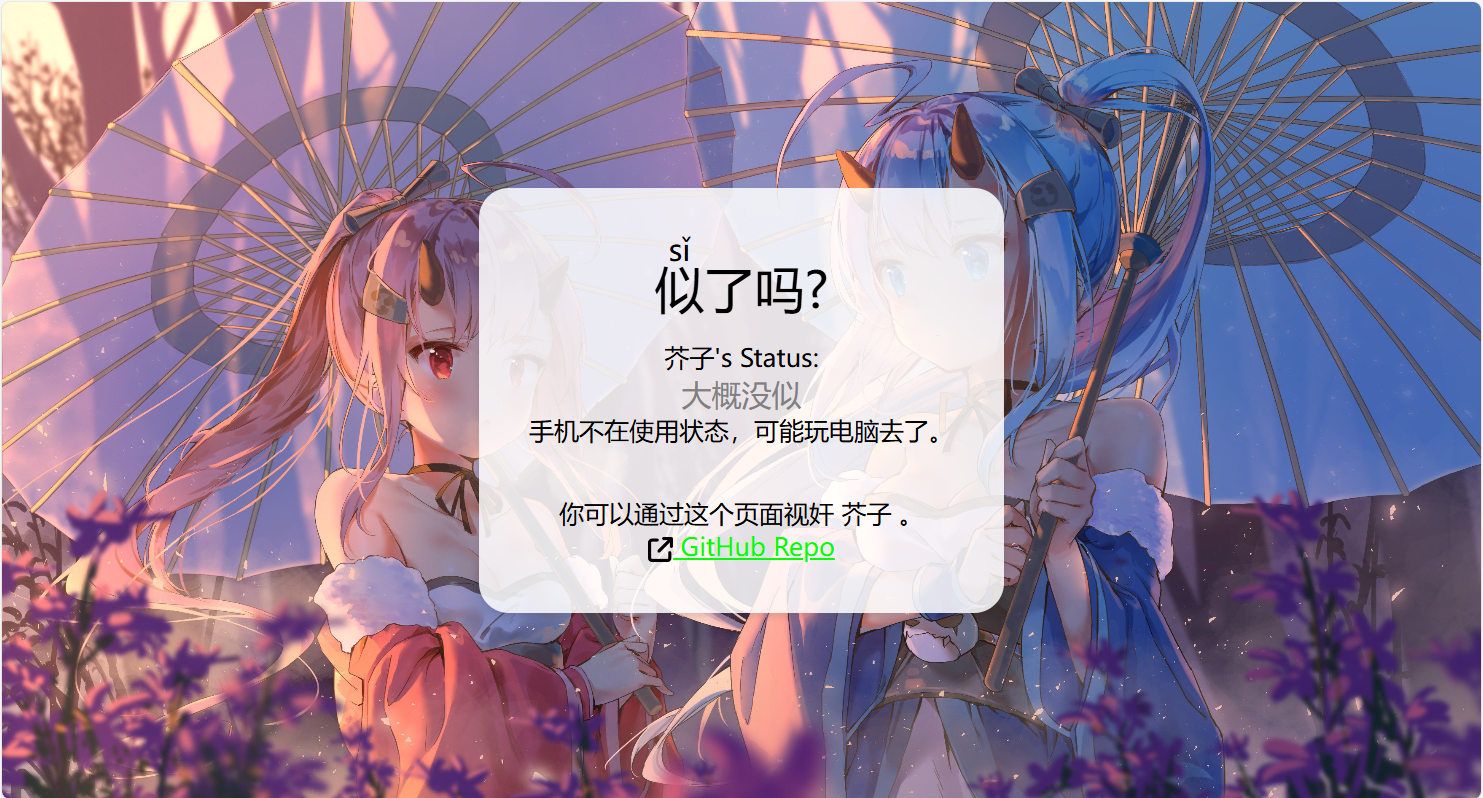 sǐ
似了吗?
芥子's Status:
大概没似
手机不在使用状态，可能玩电脑去了。
你可以通过这个页面视奸 芥子 。
GitHub Repo